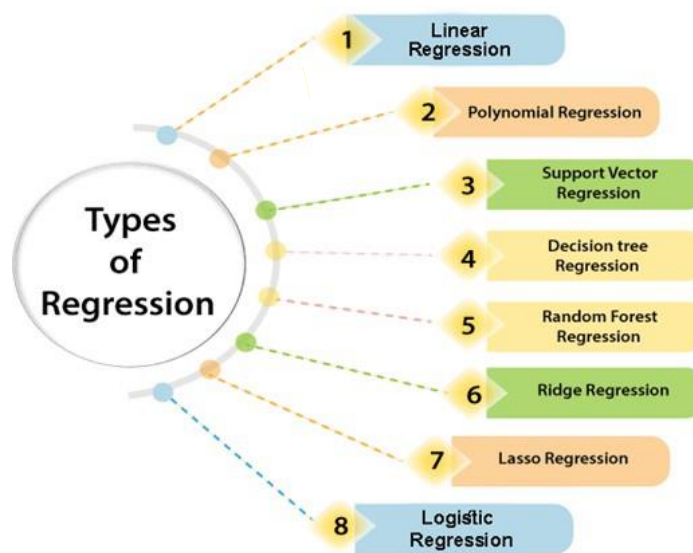 Types
of
Regression
1
Linear
Regression
2
Polynomial Regression
3
Support Vector
Regression
4
Decision tree
Regression
5
Random Forest
Regression
6
Ridge Regression
7
Lasso Regression
8
Logistic
Regression